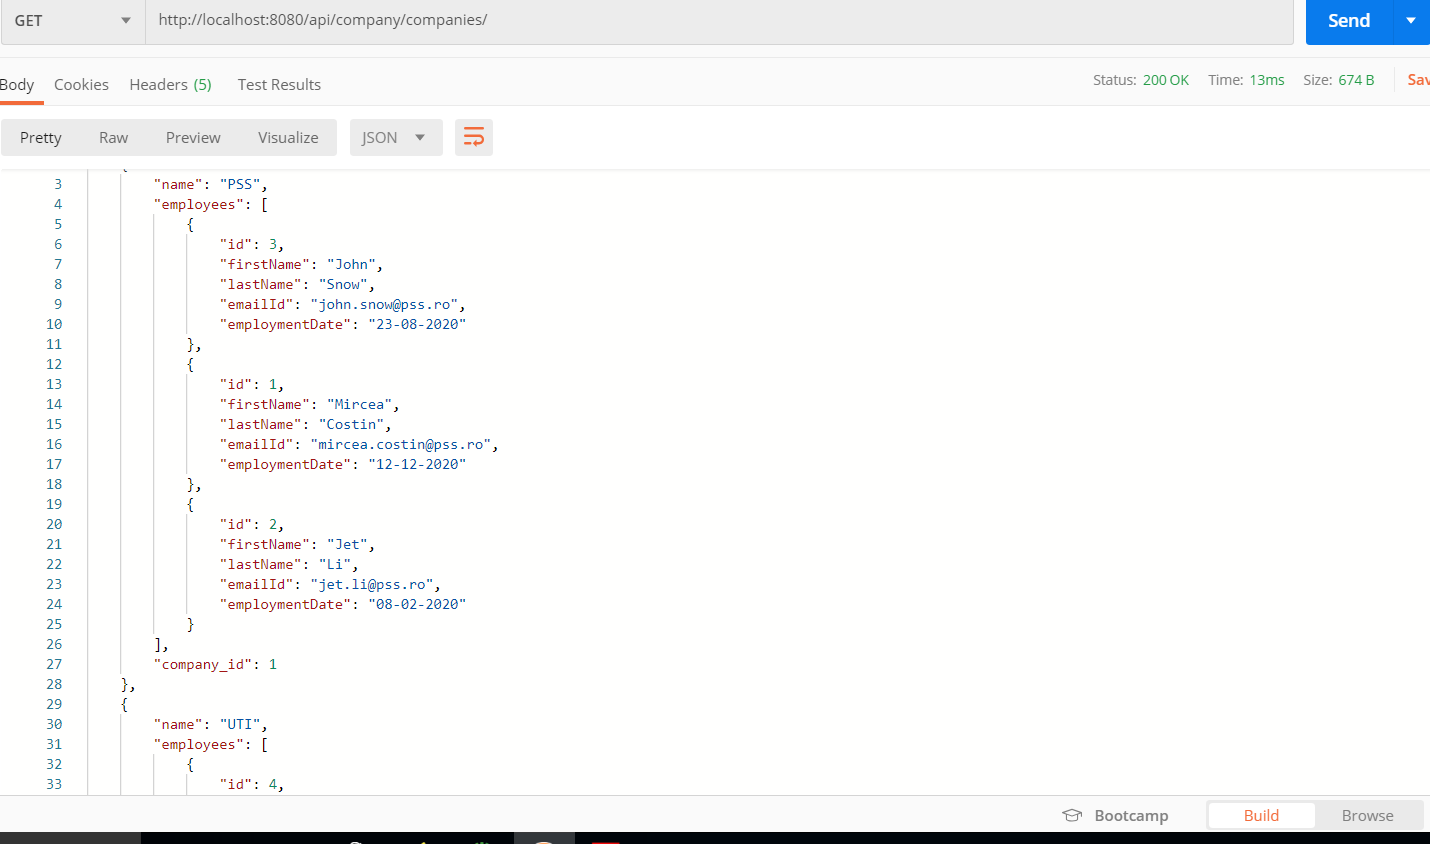 GET http://localhost:8080/api/company/companies/ Send
Body Cookies Headers (5) Test Results Status: 200 OK Time: 13ms Size: 674 B Sav
Pretty Raw Preview Visualize JSON
3 "name": "PSS",
4 "employees": [
5 {
6 "id": 3,
7 "firstName": "John",
8 "lastName": "Snow",
9 "emailId": "john.snow@pss.ro",
10 "employmentDate": "23-08-2020"
11 },
12 {
13 "id": 1,
14 "firstName": "Mircea",
15 "lastName": "Costin",
16 "emailId": "mircea.costin@pss.ro",
17 "employmentDate": "12-12-2020"
18 },
19 {
20 "id": 2,
21 "firstName": "Jet",
22 "lastName": "Li",
23 "emailId": "jet.li@pss.ro",
24 "employmentDate": "08-02-2020"
25 }
26 ],
27 "company_id": 1
28 },
29 {
30 "name": "UTI",
31 "employees": [
32 {
33 "id": 4,
Bootcamp Build Browse